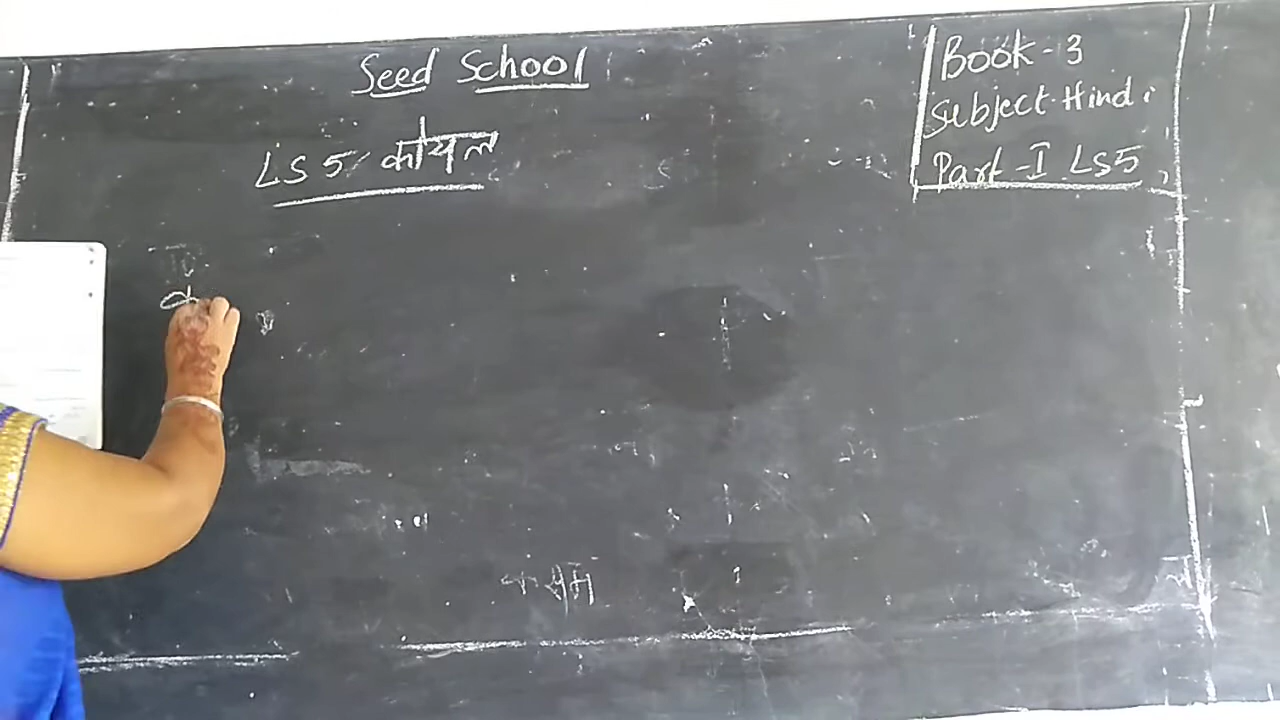 Seed School
LS 5 कोयल
Book - 3
Subject-Hindi
Part-I LS5